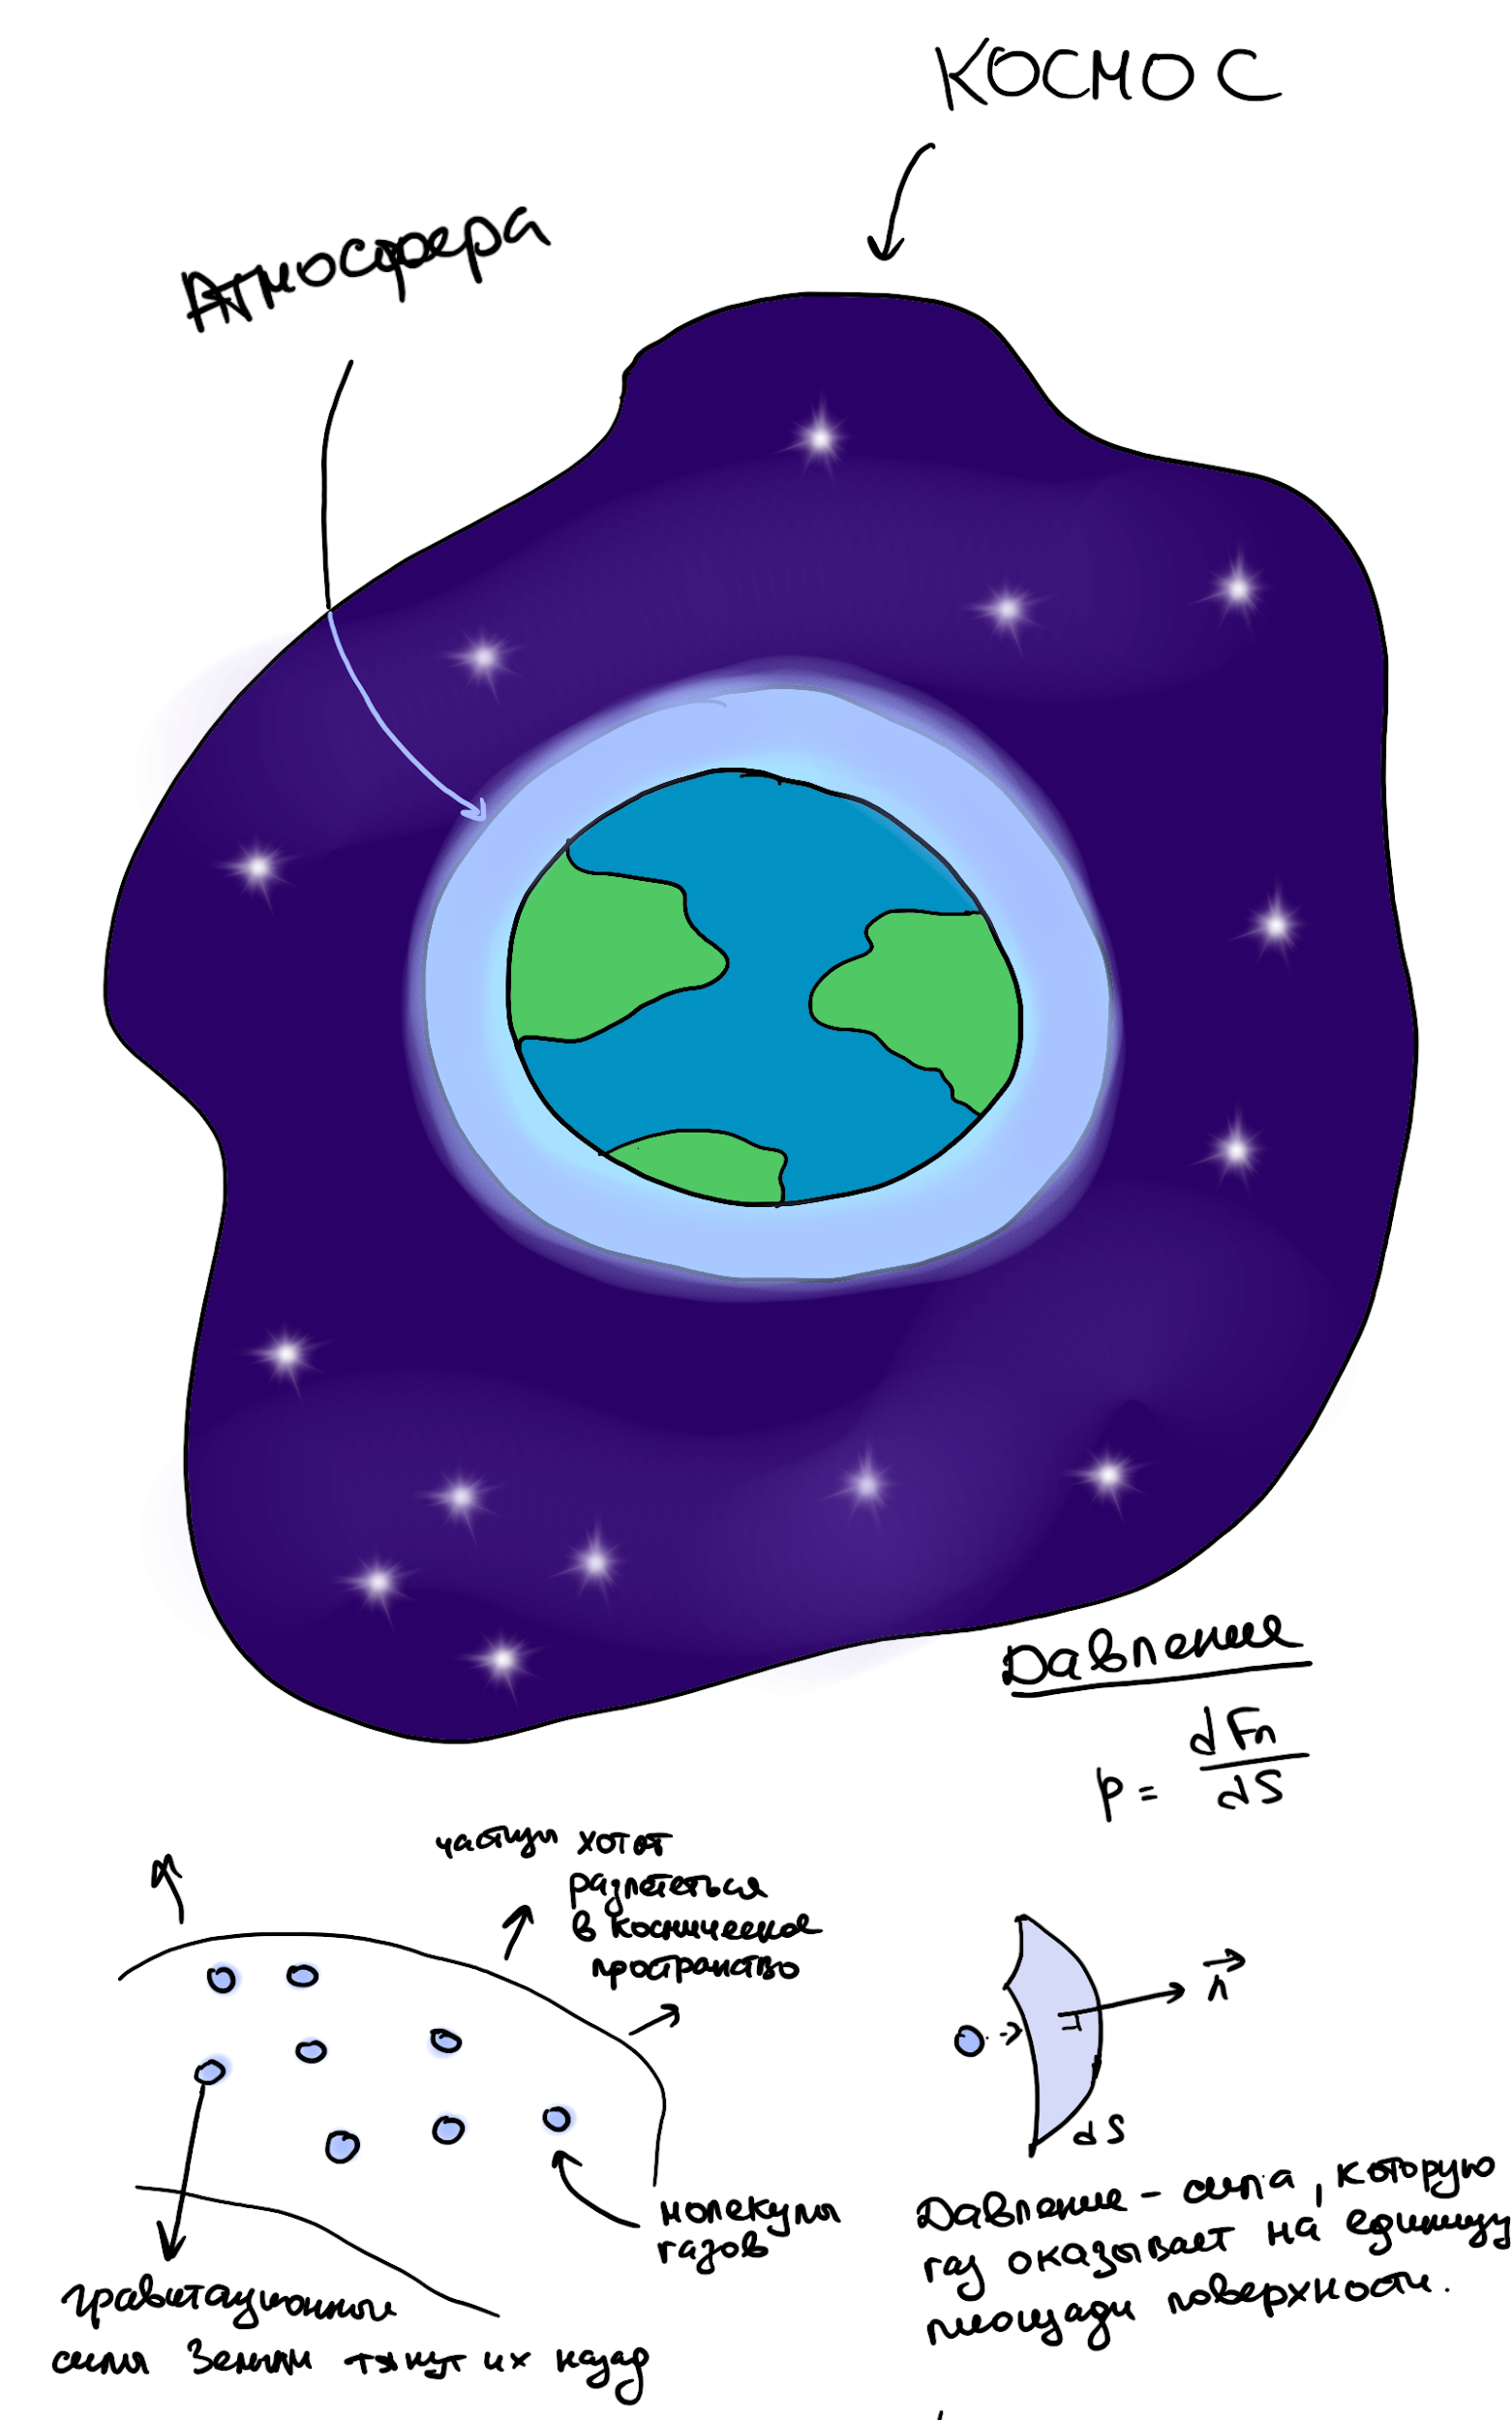 КОСМОС
Атмосфера
Давление
p = dFn/dS
частицы хотят
разлететься
в космическое
пространство
n
dS
молекулы
газов
Давление – сила, которую
газ оказывает на единицу
площади поверхности.
гравитационные
силы Земли тянут их назад